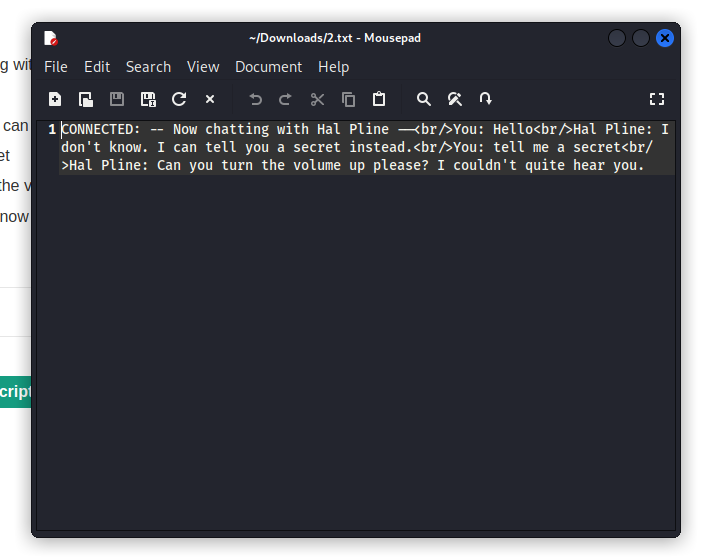 ~/Downloads/2.txt - Mousepad
File Edit Search View Document Help
g wit
can
et
the v
now
cript
1 CONNECTED: -- Now chatting with Hal Pline --<br/>You: Hello<br/>Hal Pline: I
don't know. I can tell you a secret instead.<br/>You: tell me a secret<br/
>Hal Pline: Can you turn the volume up please? I couldn't quite hear you.